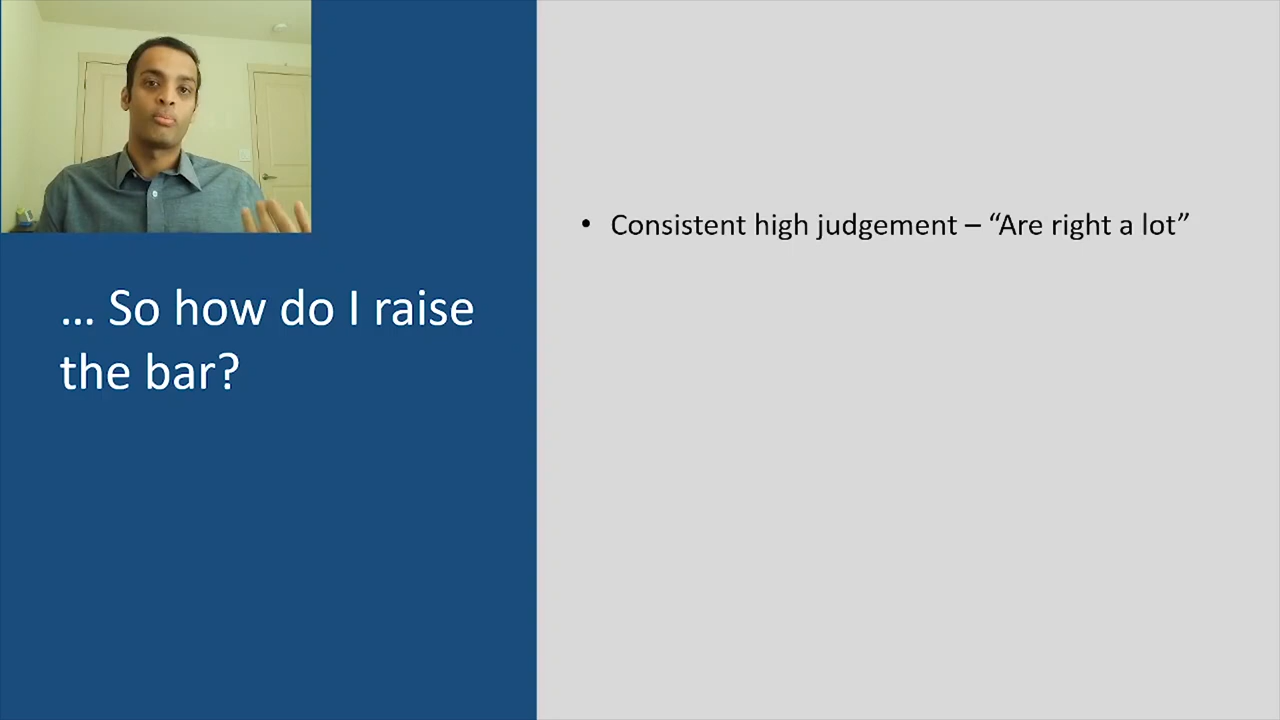 … So how do I raise
the bar?
• Consistent high judgement – “Are right a lot”